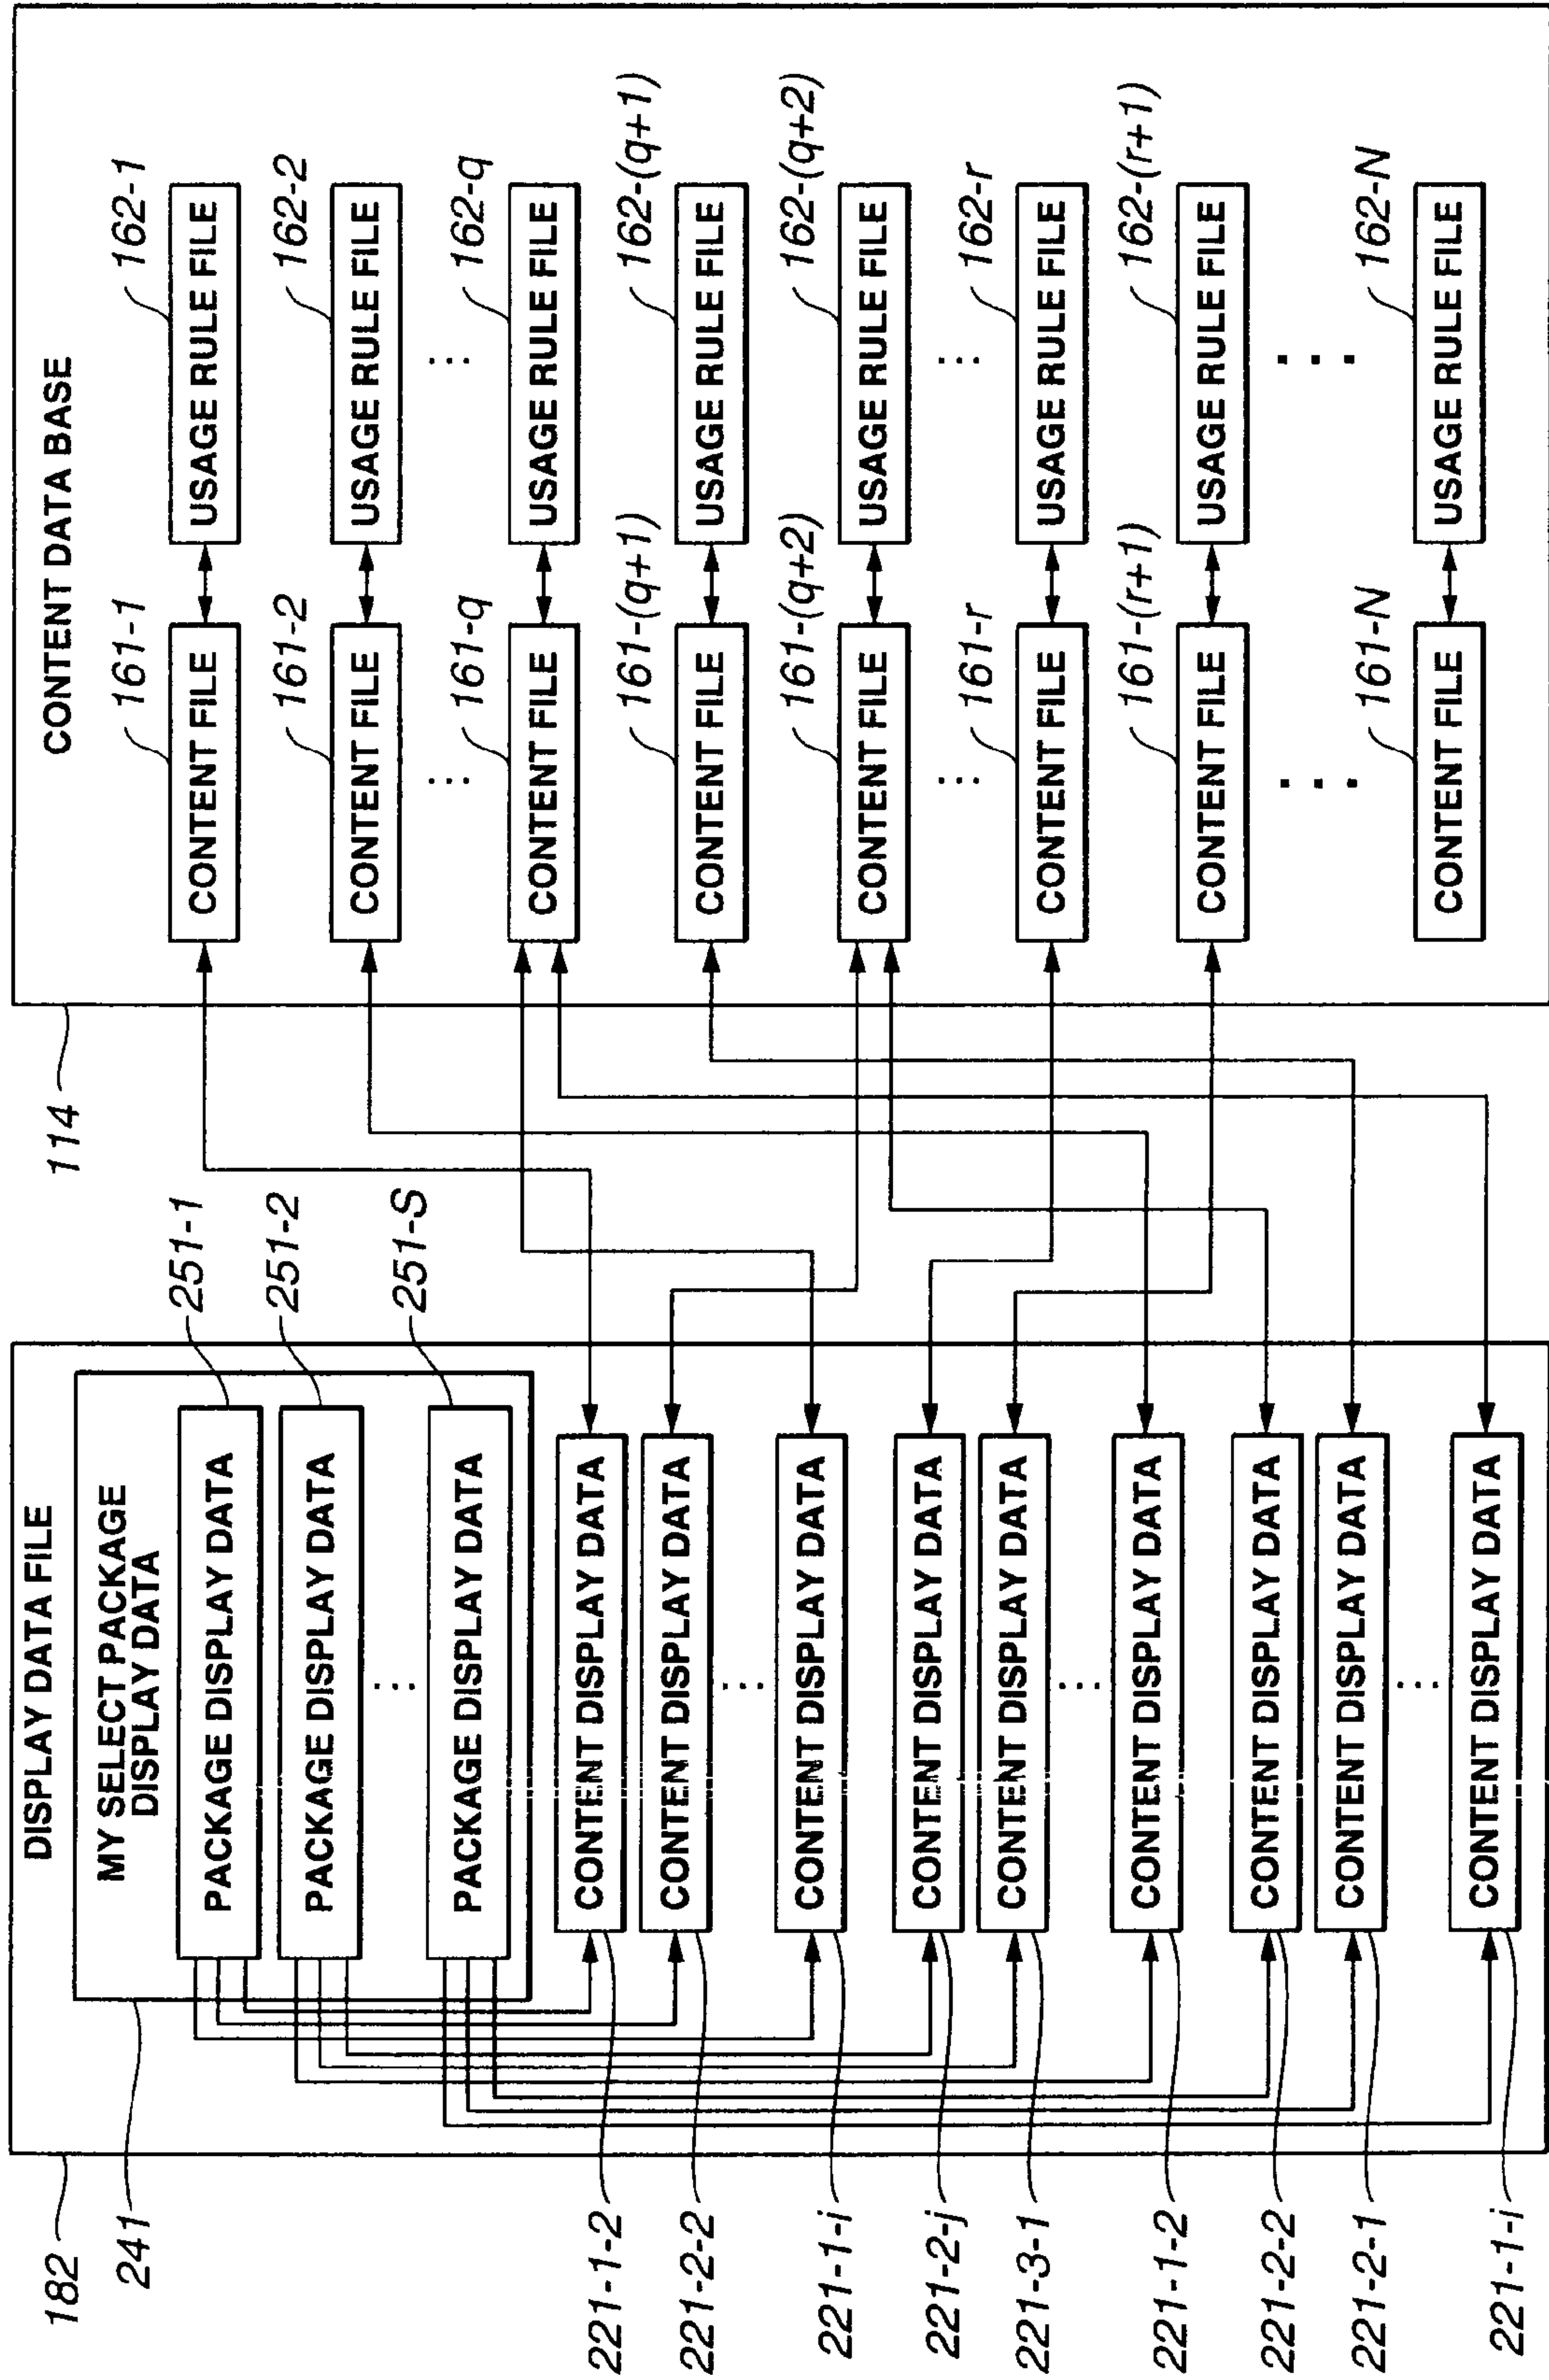 DISPLAY DATA FILE
182
MY SELECT PACKAGE
DISPLAY DATA
241
PACKAGE DISPLAY DATA
251-1
PACKAGE DISPLAY DATA
251-2
...
PACKAGE DISPLAY DATA
251-S
221-1-2
CONTENT DISPLAY DATA
221-2-2
CONTENT DISPLAY DATA
...
221-1-i
CONTENT DISPLAY DATA
221-2-j
CONTENT DISPLAY DATA
221-3-1
CONTENT DISPLAY DATA
...
221-1-2
CONTENT DISPLAY DATA
221-2-2
CONTENT DISPLAY DATA
221-2-1
CONTENT DISPLAY DATA
...
221-1-i
CONTENT DISPLAY DATA
114
CONTENT DATA BASE
161-1
162-1
CONTENT FILE
USAGE RULE FILE
161-2
162-2
CONTENT FILE
USAGE RULE FILE
... ...
161-q
162-q
CONTENT FILE
USAGE RULE FILE
161-(q+1)
162-(q+1)
CONTENT FILE
USAGE RULE FILE
161-(q+2)
162-(q+2)
CONTENT FILE
USAGE RULE FILE
... ...
161-r
162-r
CONTENT FILE
USAGE RULE FILE
161-(r+1)
162-(r+1)
CONTENT FILE
USAGE RULE FILE
... ...
161-N
162-N
CONTENT FILE
USAGE RULE FILE